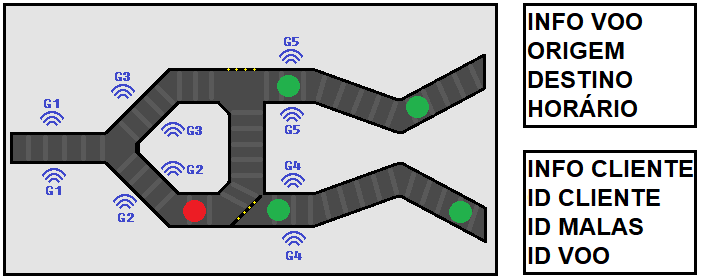 G5
G3
G1
G3
G5
G2
G4
G1
G2
G4
INFO VOO
ORIGEM
DESTINO
HORÁRIO
INFO CLIENTE
ID CLIENTE
ID MALAS
ID VOO